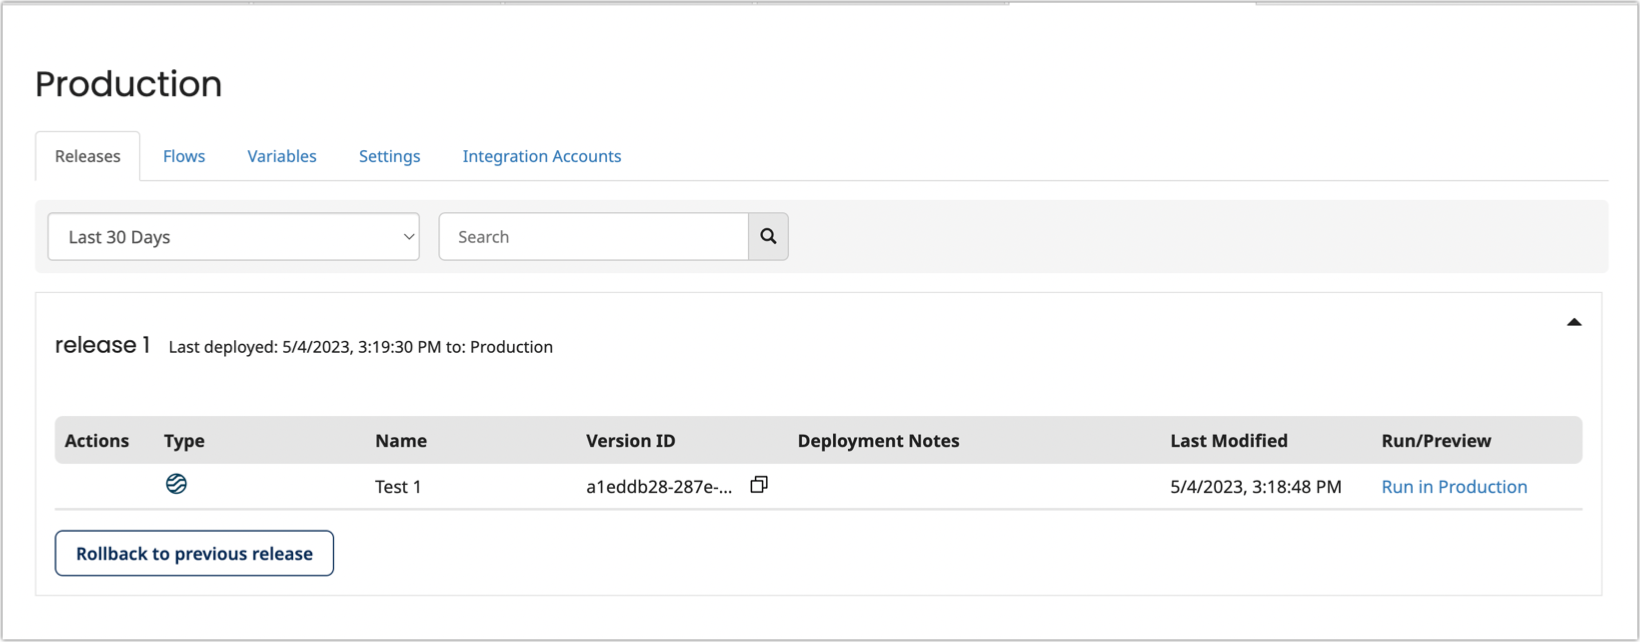 Production
Releases Flows Variables Settings Integration Accounts
Last 30 Days Search
release 1 Last deployed: 5/4/2023, 3:19:30 PM to: Production
Actions Type Name Version ID Deployment Notes Last Modified Run/Preview
Test 1 a1eddb28-287e-... 5/4/2023, 3:18:48 PM Run in Production
Rollback to previous release